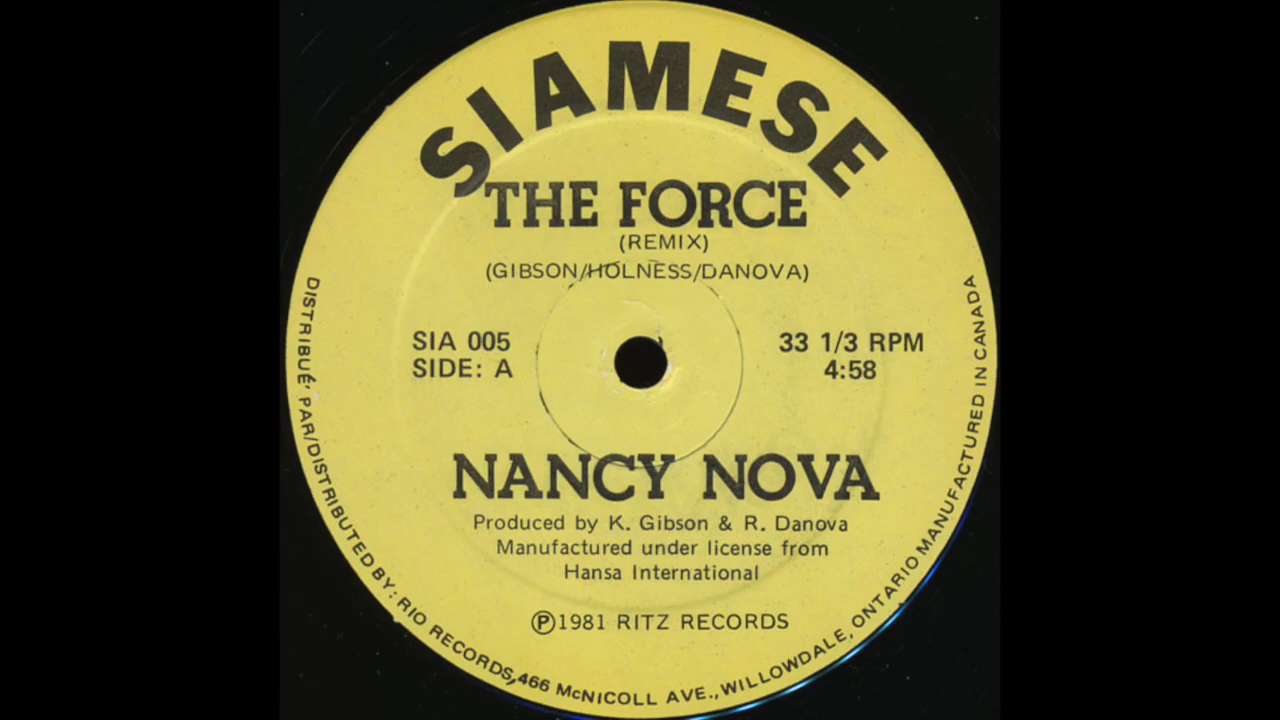 SIAMESE
THE FORCE
(REMIX)
(GIBSON/HOLNESS/DANOVA)
SIA 005
SIDE: A
33 1/3 RPM
4:58
NANCY NOVA
Produced by K. Gibson & R. Danova
Manufactured under license from
Hansa International
Ⓟ1981 RITZ RECORDS
DISTRIBUÉ PAR/DISTRIBUTED BY: RIO RECORDS, 466 McNICOLL AVE., WILLOWDALE, ONTARIO MANUFACTURED IN CANADA